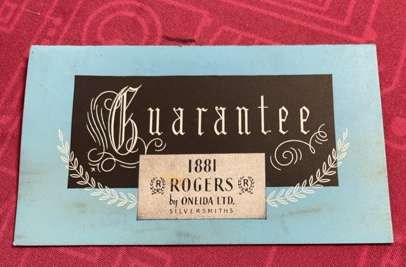 Guarantee
1881
R ROGERS R
by ONEIDA LTD.
SILVERSMITHS